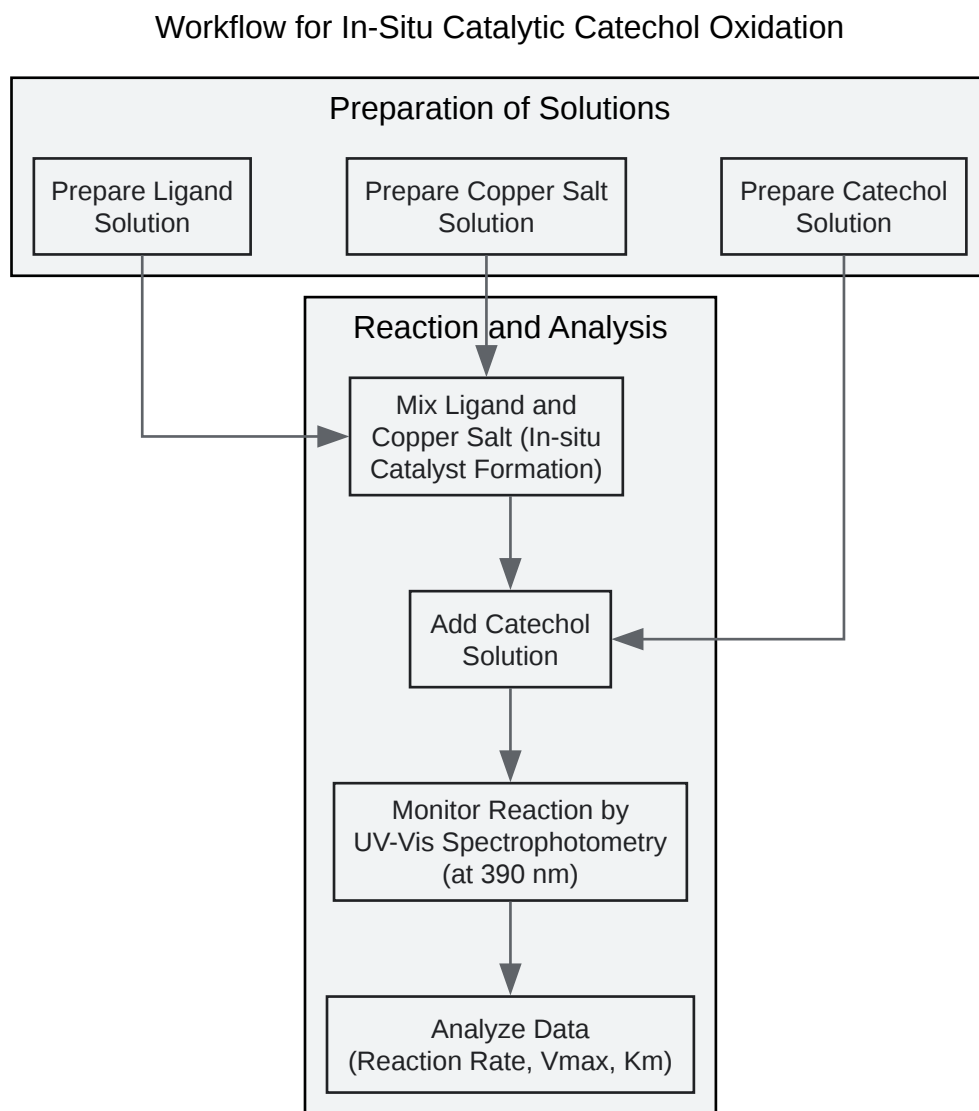 Workflow for In-Situ Catalytic Catechol Oxidation
Preparation of Solutions
Prepare Ligand
Solution
Prepare Copper Salt
Solution
Prepare Catechol
Solution
Reaction and Analysis
Mix Ligand and
Copper Salt (In-situ
Catalyst Formation)
Add Catechol
Solution
Monitor Reaction by
UV-Vis Spectrophotometry
(at 390 nm)
Analyze Data
(Reaction Rate, Vmax, Km)